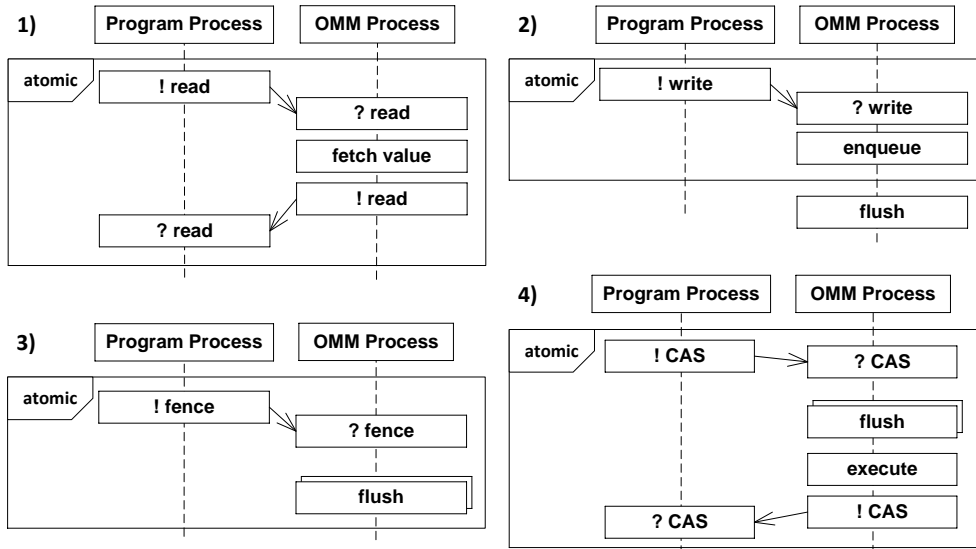 1)
Program Process
OMM Process
atomic
! read
? read
fetch value
! read
? read
2)
Program Process
OMM Process
atomic
! write
? write
enqueue
flush
3)
Program Process
OMM Process
atomic
! fence
? fence
flush
4)
Program Process
OMM Process
atomic
! CAS
? CAS
flush
execute
! CAS
? CAS